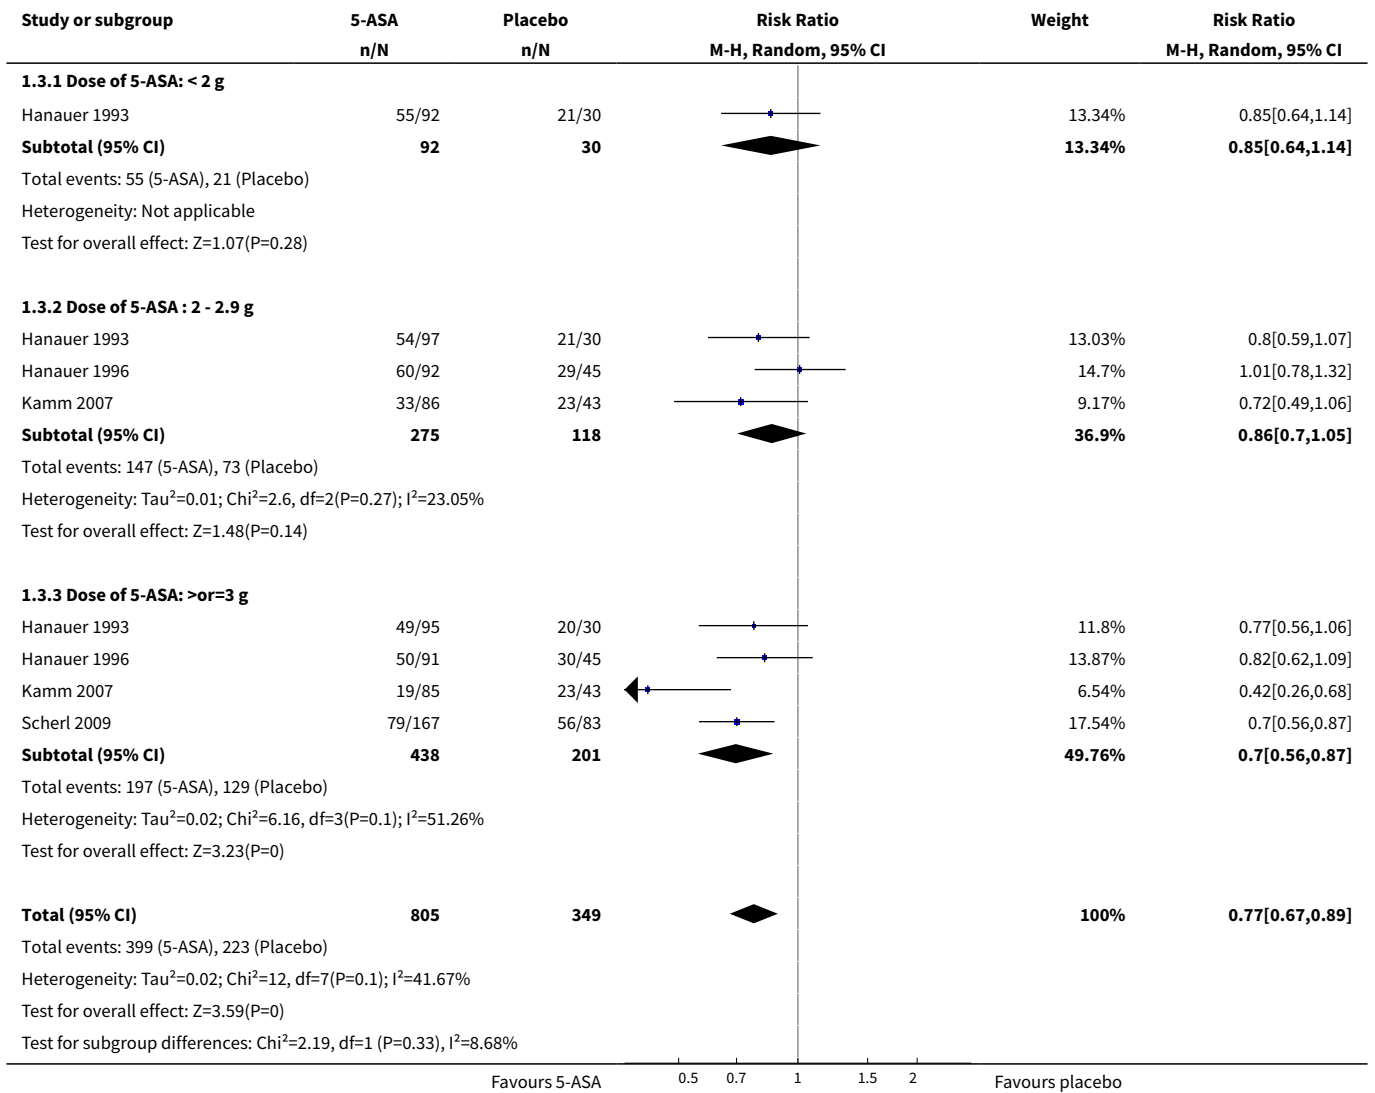 Study or subgroup 5-ASA Placebo Risk Ratio Weight Risk Ratio
n/N n/N M-H, Random, 95% CI M-H, Random, 95% CI
1.3.1 Dose of 5-ASA: < 2 g
Hanauer 1993 55/92 21/30 13.34% 0.85[0.64,1.14]
Subtotal (95% CI) 92 30 13.34% 0.85[0.64,1.14]
Total events: 55 (5-ASA), 21 (Placebo)
Heterogeneity: Not applicable
Test for overall effect: Z=1.07(P=0.28)
1.3.2 Dose of 5-ASA : 2 - 2.9 g
Hanauer 1993 54/97 21/30 13.03% 0.8[0.59,1.07]
Hanauer 1996 60/92 29/45 14.7% 1.01[0.78,1.32]
Kamm 2007 33/86 23/43 9.17% 0.72[0.49,1.06]
Subtotal (95% CI) 275 118 36.9% 0.86[0.7,1.05]
Total events: 147 (5-ASA), 73 (Placebo)
Heterogeneity: Tau²=0.01; Chi²=2.6, df=2(P=0.27); I²=23.05%
Test for overall effect: Z=1.48(P=0.14)
1.3.3 Dose of 5-ASA: >or=3 g
Hanauer 1993 49/95 20/30 11.8% 0.77[0.56,1.06]
Hanauer 1996 50/91 30/45 13.87% 0.82[0.62,1.09]
Kamm 2007 19/85 23/43 6.54% 0.42[0.26,0.68]
Scherl 2009 79/167 56/83 17.54% 0.7[0.56,0.87]
Subtotal (95% CI) 438 201 49.76% 0.7[0.56,0.87]
Total events: 197 (5-ASA), 129 (Placebo)
Heterogeneity: Tau²=0.02; Chi²=6.16, df=3(P=0.1); I²=51.26%
Test for overall effect: Z=3.23(P=0)
Total (95% CI) 805 349 100% 0.77[0.67,0.89]
Total events: 399 (5-ASA), 223 (Placebo)
Heterogeneity: Tau²=0.02; Chi²=12, df=7(P=0.1); I²=41.67%
Test for overall effect: Z=3.59(P=0)
Test for subgroup differences: Chi²=2.19, df=1 (P=0.33), I²=8.68%
Favours 5-ASA 0.5 0.7 1 1.5 2 Favours placebo